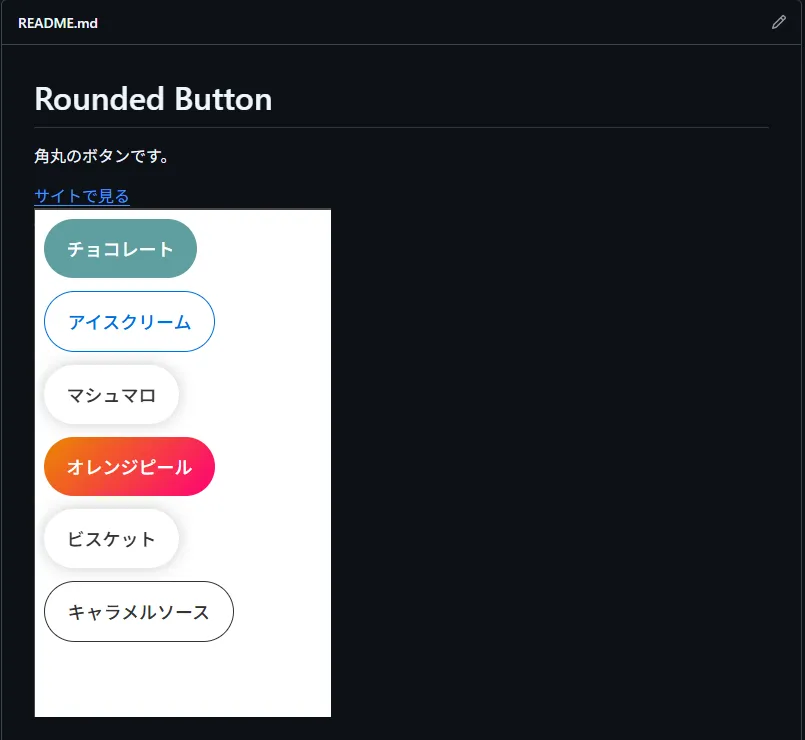 README.md
Rounded Button
角丸のボタンです。
サイトで見る
チョコレート
アイスクリーム
マシュマロ
オレンジピール
ビスケット
キャラメルソース